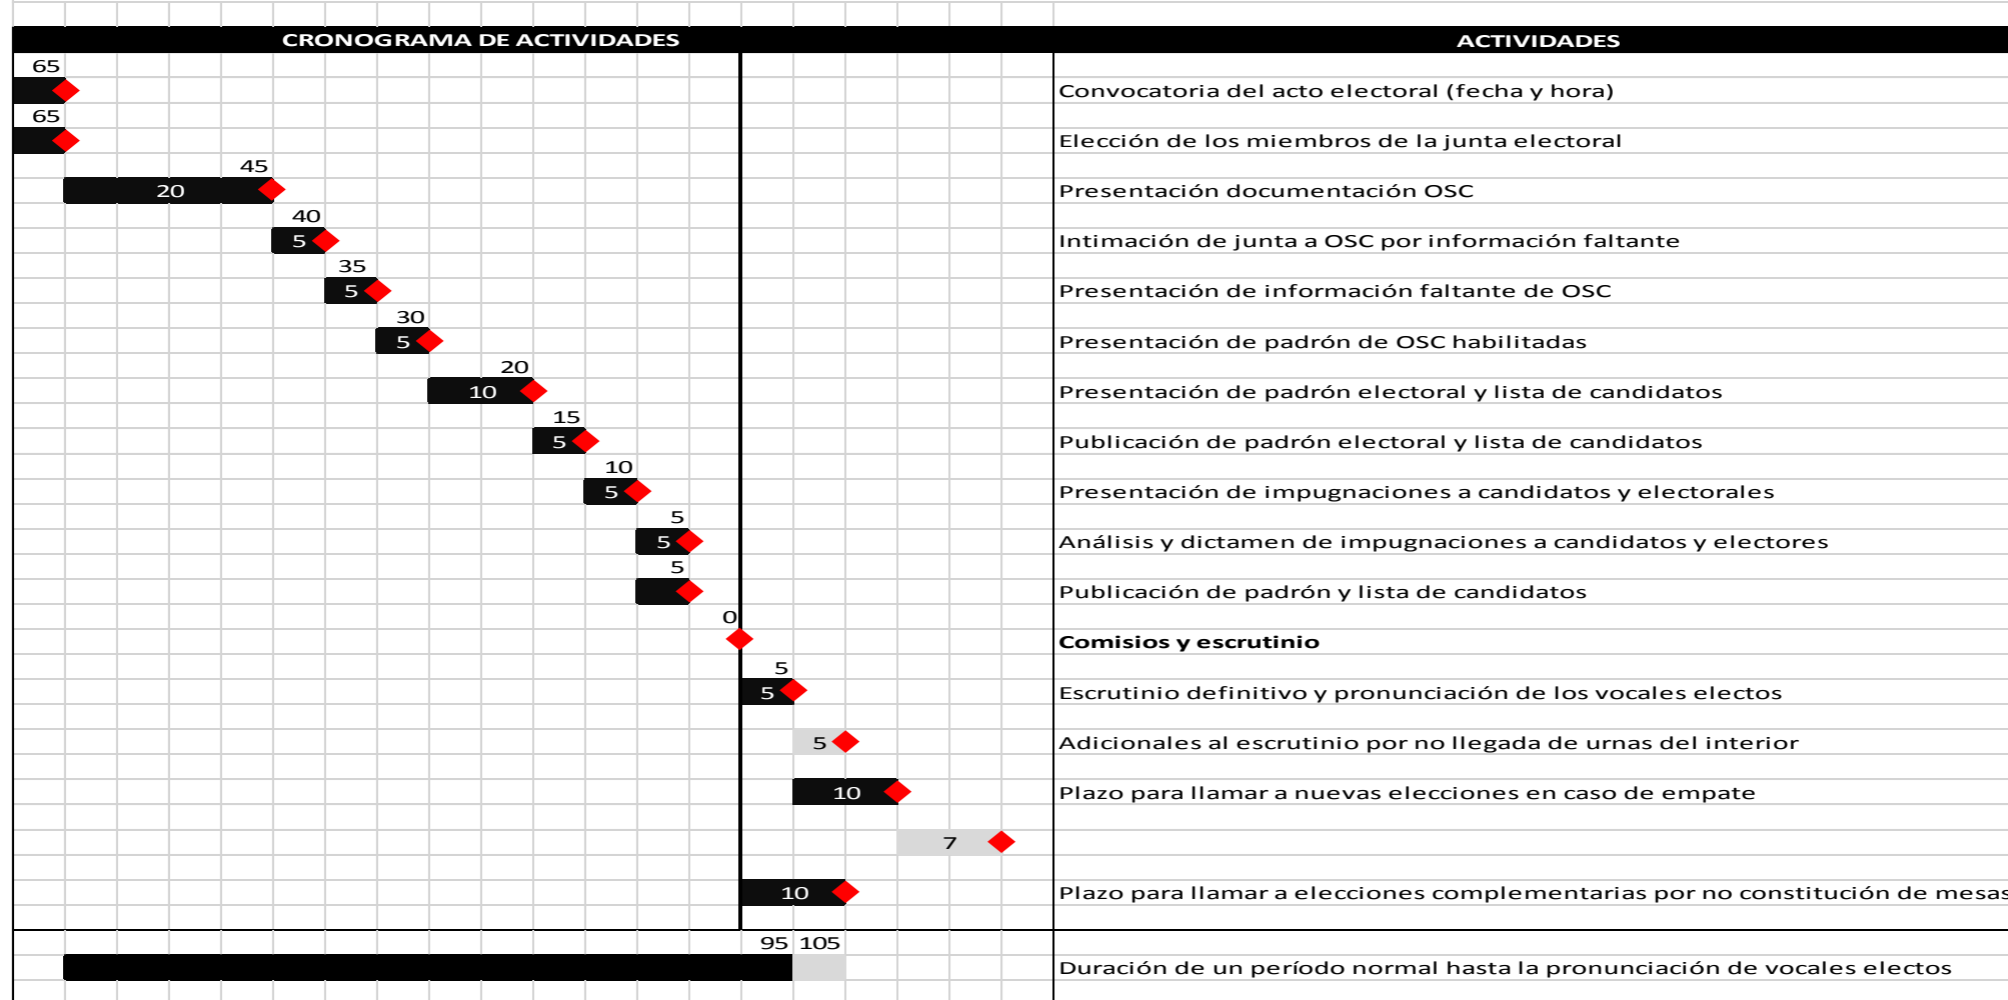 CRONOGRAMA DE ACTIVIDADES ACTIVIDADES
65
Convocatoria del acto electoral (fecha y hora)
65
Elección de los miembros de la junta electoral
45
20 Presentación documentación OSC
40
5 Intimación de junta a OSC por información faltante
35
5 Presentación de información faltante de OSC
30
5 Presentación de padrón de OSC habilitadas
20
10 Presentación de padrón electoral y lista de candidatos
15
5 Publicación de padrón electoral y lista de candidatos
10
5 Presentación de impugnaciones a candidatos y electorales
5
5 Análisis y dictamen de impugnaciones a candidatos y electores
5
Publicación de padrón y lista de candidatos
0
Comisios y escrutinio
5
5 Escrutinio definitivo y pronunciación de los vocales electos
5 Adicionales al escrutinio por no llegada de urnas del interior
10 Plazo para llamar a nuevas elecciones en caso de empate
7
10 Plazo para llamar a elecciones complementarias por no constitución de mesas
95 105
Duración de un período normal hasta la pronunciación de vocales electos